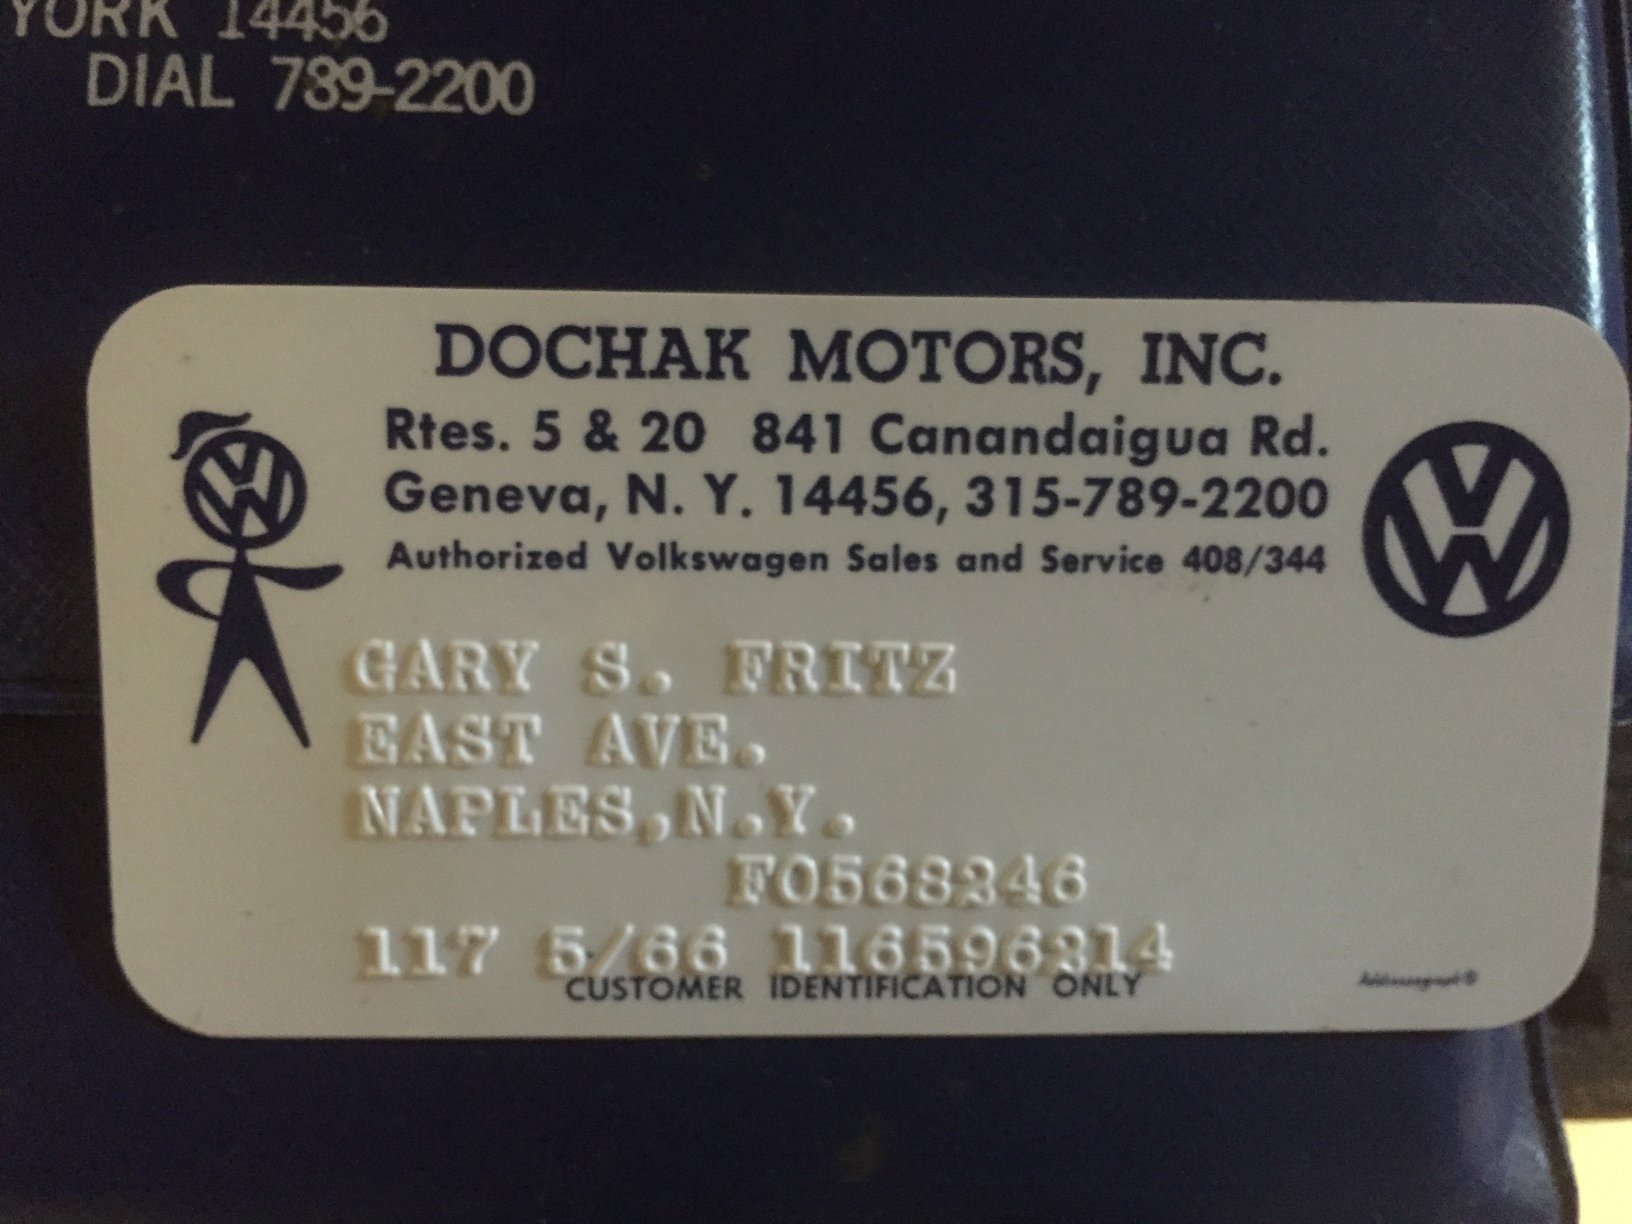 YORK 14456
DIAL 789-2200
DOCHAK MOTORS, INC.
Rtes. 5 & 20 841 Canandaigua Rd.
Geneva, N. Y. 14456, 315-789-2200
Authorized Volkswagen Sales and Service 408/344
GARY S. FRITZ
EAST AVE.
NAPLES,N.Y.
F0568246
117 5/66 116596214
CUSTOMER IDENTIFICATION ONLY
Addressograph®